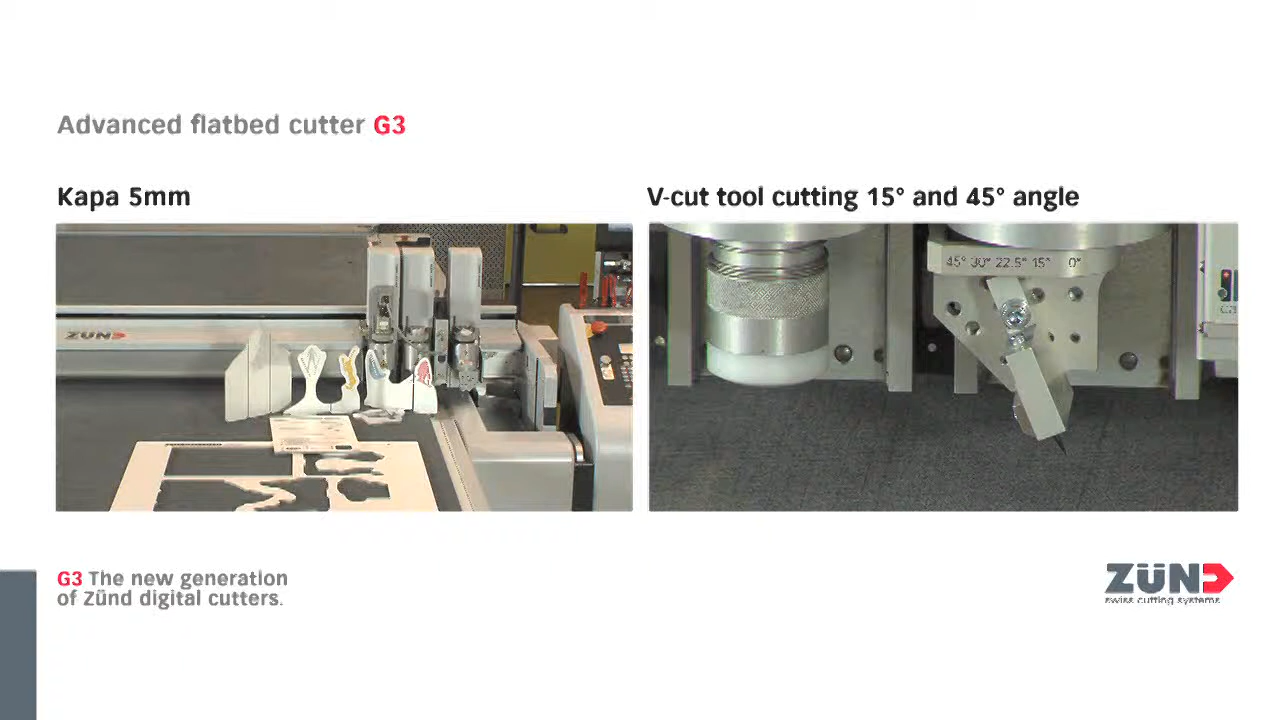 Advanced flatbed cutter G3
Kapa 5mm
V-cut tool cutting 15° and 45° angle
ZÜND
45° 30° 22.5° 15° 0°
G3 The new generation
of Zünd digital cutters.
ZÜND
swiss cutting systems